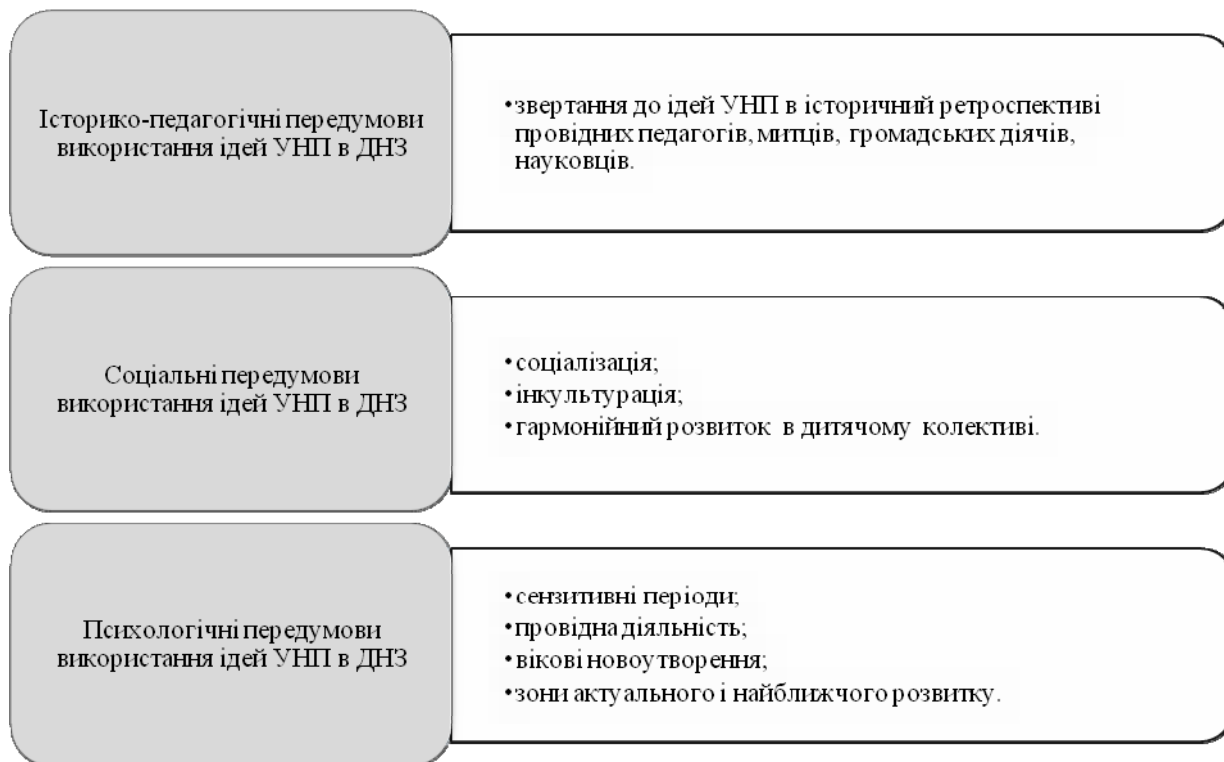 Історико-педагогічні передумови
використання ідей УНП в ДНЗ
•звертання до ідей УНП в історичний ретроспективі
провідних педагогів, митців, громадських діячів,
науковців.
Соціальні передумови
використання ідей УНП в ДНЗ
•соціалізація;
•інкультурація;
•гармонійний розвиток в дитячому колективі.
Психологічні передумови
використання ідей УНП в ДНЗ
•сензитивні періоди;
•провідна діяльність;
•вікові новоутворення;
•зони актуального і найближчого розвитку.